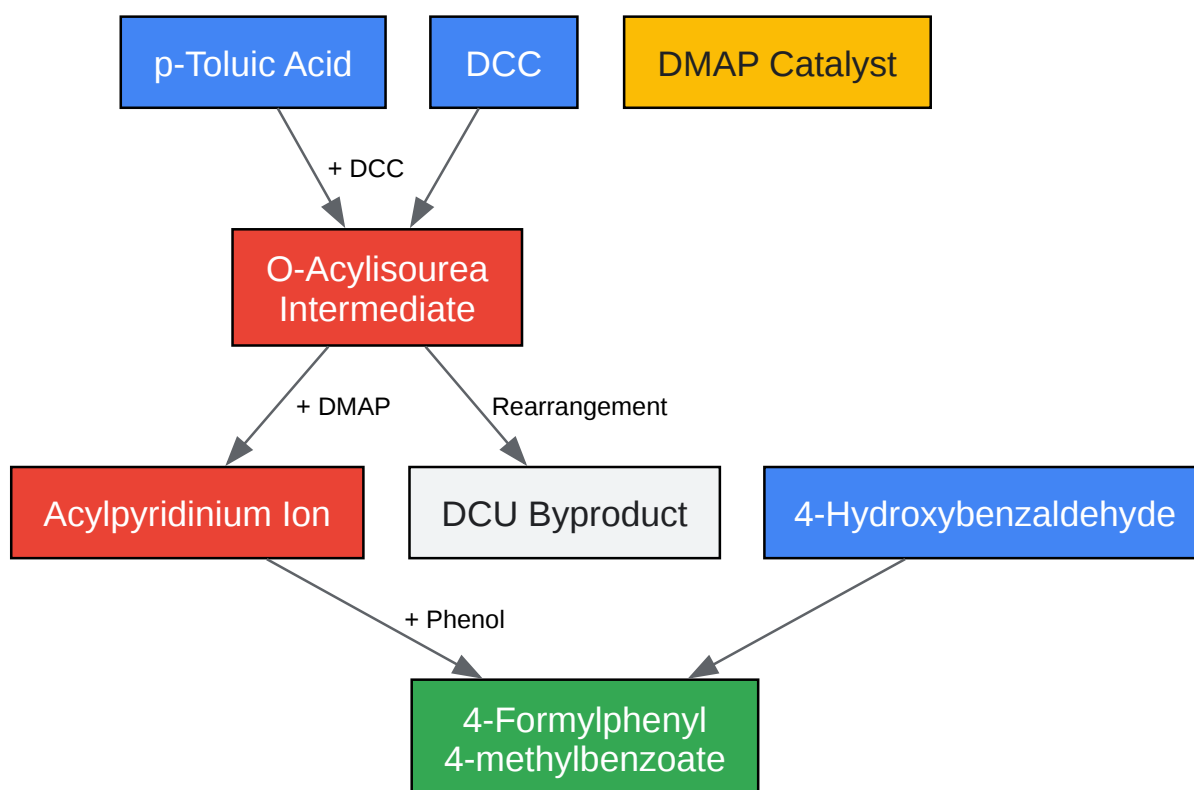 p-Toluic Acid
DCC
DMAP Catalyst
+ DCC
O-Acylisourea
Intermediate
+ DMAP
Rearrangement
Acylpyridinium Ion
DCU Byproduct
4-Hydroxybenzaldehyde
+ Phenol
4-Formylphenyl
4-methylbenzoate